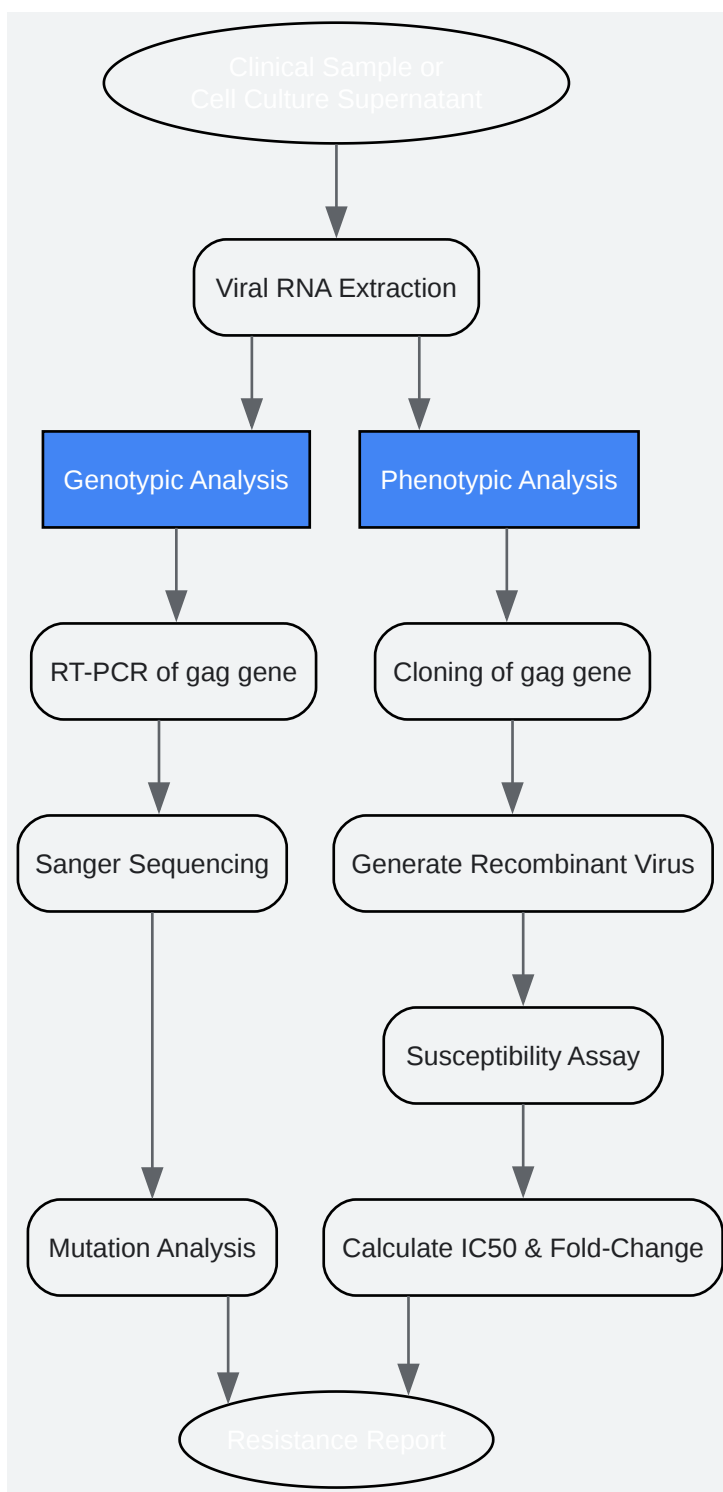 Clinical Sample or
Cell Culture Supernatant
Viral RNA Extraction
Genotypic Analysis
Phenotypic Analysis
RT-PCR of gag gene
Cloning of gag gene
Sanger Sequencing
Generate Recombinant Virus
Susceptibility Assay
Mutation Analysis
Calculate IC50 & Fold-Change
Resistance Report